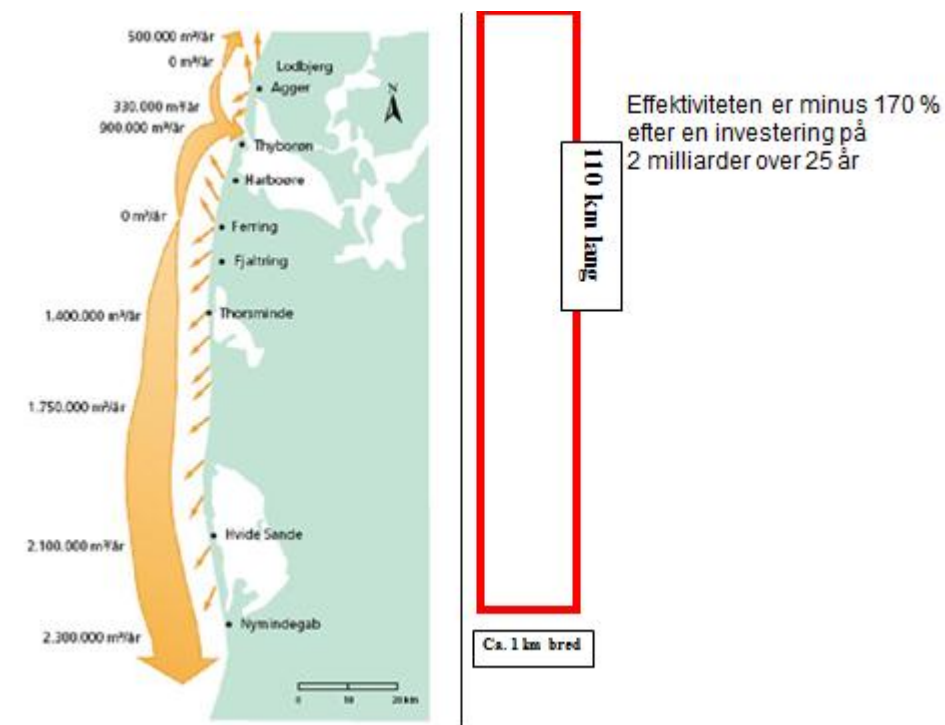 500.000 m³/år
0 m³/år
Lodbjerg
Agger
N
330.000 m³/år
900.000 m³/år
Thyborøn
Harboøre
0 m³/år
Ferring
Fjaltring
Thorsminde
1.400.000 m³/år
1.750.000 m³/år
Hvide Sande
2.100.000 m³/år
Nymindegab
2.300.000 m³/år
0 10 20 km
110 km lang
Ca. 1 km bred
Effektiviteten er minus 170 %
efter en investering på
2 milliarder over 25 år